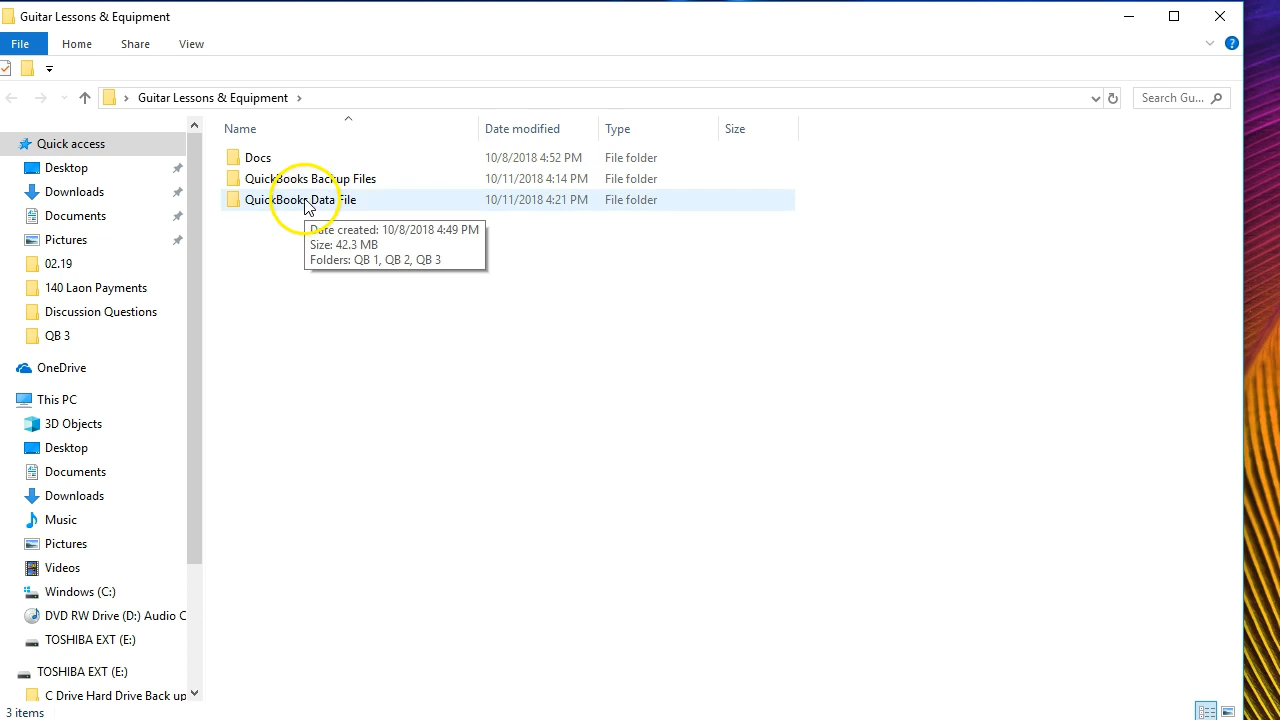 Guitar Lessons & Equipment
File Home Share View
Guitar Lessons & Equipment Search Gu...
Name Date modified Type Size
Docs 10/8/2018 4:52 PM File folder
QuickBooks Backup Files 10/11/2018 4:14 PM File folder
QuickBooks Data File 10/11/2018 4:21 PM File folder
Date created: 10/8/2018 4:49 PM
Size: 42.3 MB
Folders: QB 1, QB 2, QB 3
Quick access
Desktop
Downloads
Documents
Pictures
02.19
140 Laon Payments
Discussion Questions
QB 3
OneDrive
This PC
3D Objects
Desktop
Documents
Downloads
Music
Pictures
Videos
Windows (C:)
DVD RW Drive (D:) Audio C
TOSHIBA EXT (E:)
TOSHIBA EXT (E:)
C Drive Hard Drive Back up
3 items